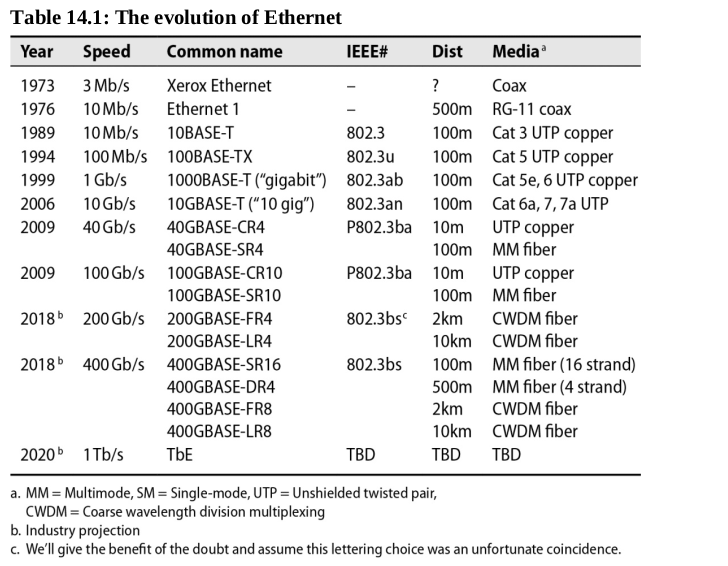 Table 14.1: The evolution of Ethernet
Year Speed Common name IEEE# Dist Media a
1973 3 Mb/s Xerox Ethernet – ? Coax
1976 10 Mb/s Ethernet 1 – 500m RG-11 coax
1989 10 Mb/s 10BASE-T 802.3 100m Cat 3 UTP copper
1994 100 Mb/s 100BASE-TX 802.3u 100m Cat 5 UTP copper
1999 1 Gb/s 1000BASE-T (“gigabit”) 802.3ab 100m Cat 5e, 6 UTP copper
2006 10 Gb/s 10GBASE-T (“10 gig”) 802.3an 100m Cat 6a, 7, 7a UTP
2009 40 Gb/s 40GBASE-CR4 P802.3ba 10m UTP copper
40GBASE-SR4 100m MM fiber
2009 100 Gb/s 100GBASE-CR10 P802.3ba 10m UTP copper
100GBASE-SR10 100m MM fiber
2018 b 200 Gb/s 200GBASE-FR4 802.3bs c 2km CWDM fiber
200GBASE-LR4 10km CWDM fiber
2018 b 400 Gb/s 400GBASE-SR16 802.3bs 100m MM fiber (16 strand)
400GBASE-DR4 500m MM fiber (4 strand)
400GBASE-FR8 2km CWDM fiber
400GBASE-LR8 10km CWDM fiber
2020 b 1 Tb/s TbE TBD TBD TBD
a. MM = Multimode, SM = Single-mode, UTP = Unshielded twisted pair,
CWDM = Coarse wavelength division multiplexing
b. Industry projection
c. We’ll give the benefit of the doubt and assume this lettering choice was an unfortunate coincidence.